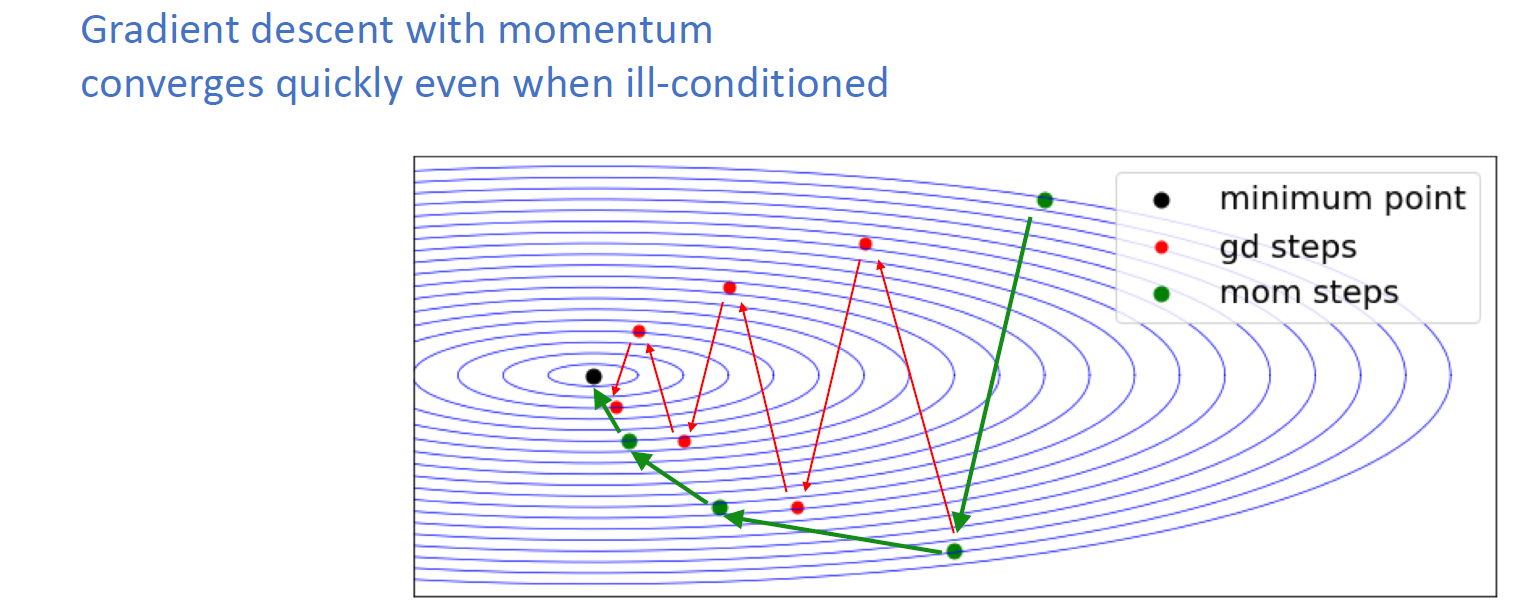 Gradient descent with momentum
converges quickly even when ill-conditioned
minimum point
gd steps
mom steps